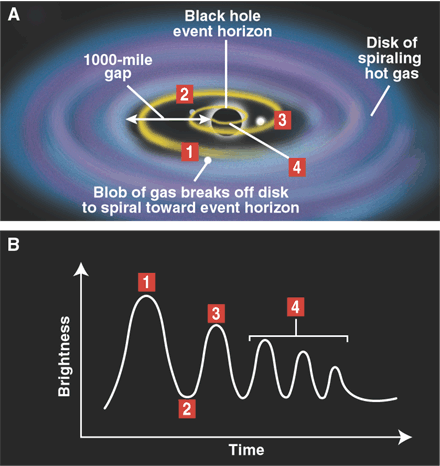 A
Black hole
event horizon
Disk of
spiraling
hot gas
1000-mile
gap
2
3
1
4
Blob of gas breaks off disk
to spiral toward event horizon
B
1
3
4
2
Brightness
Time